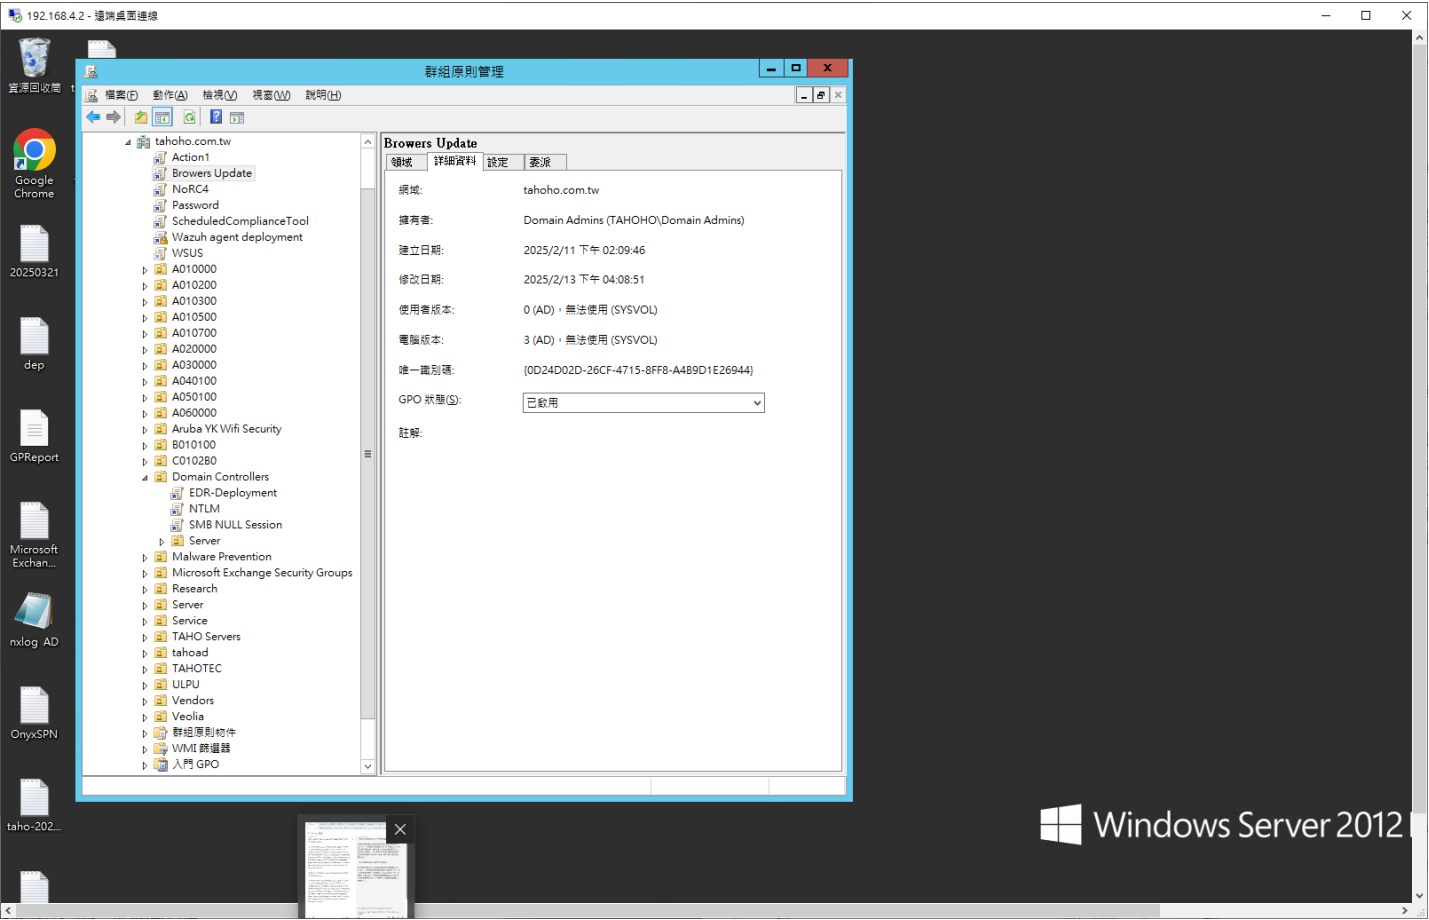 192.168.4.2 - 遠端桌面連線
資源回收筒
Google
Chrome
20250321
dep
GPReport
Microsoft
Exchan...
nxlog AD
OnyxSPN
taho-202...
群組原則管理
檔案(F) 動作(A) 檢視(V) 視窗(W) 說明(H)
tahoho.com.tw
Action1
Browers Update
NoRC4
Password
ScheduledComplianceTool
Wazuh agent deployment
WSUS
A010000
A010200
A010300
A010500
A010700
A020000
A030000
A040100
A050100
A060000
Aruba YK Wifi Security
B010100
C0102B0
Domain Controllers
EDR-Deployment
NTLM
SMB NULL Session
Server
Malware Prevention
Microsoft Exchange Security Groups
Research
Server
Service
TAHO Servers
tahoad
TAHOTEC
ULPU
Vendors
Veolia
群組原則物件
WMI 篩選器
入門 GPO
Browers Update
領域 詳細資料 設定 委派
網域: tahoho.com.tw
擁有者: Domain Admins (TAHOHO\Domain Admins)
建立日期: 2025/2/11 下午 02:09:46
修改日期: 2025/2/13 下午 04:08:51
使用者版本: 0 (AD)，無法使用 (SYSVOL)
電腦版本: 3 (AD)，無法使用 (SYSVOL)
唯一識別碼: {0D24D02D-26CF-4715-8FF8-A4B9D1E26944}
GPO 狀態(S): 已啟用
註解:
Windows Server 2012